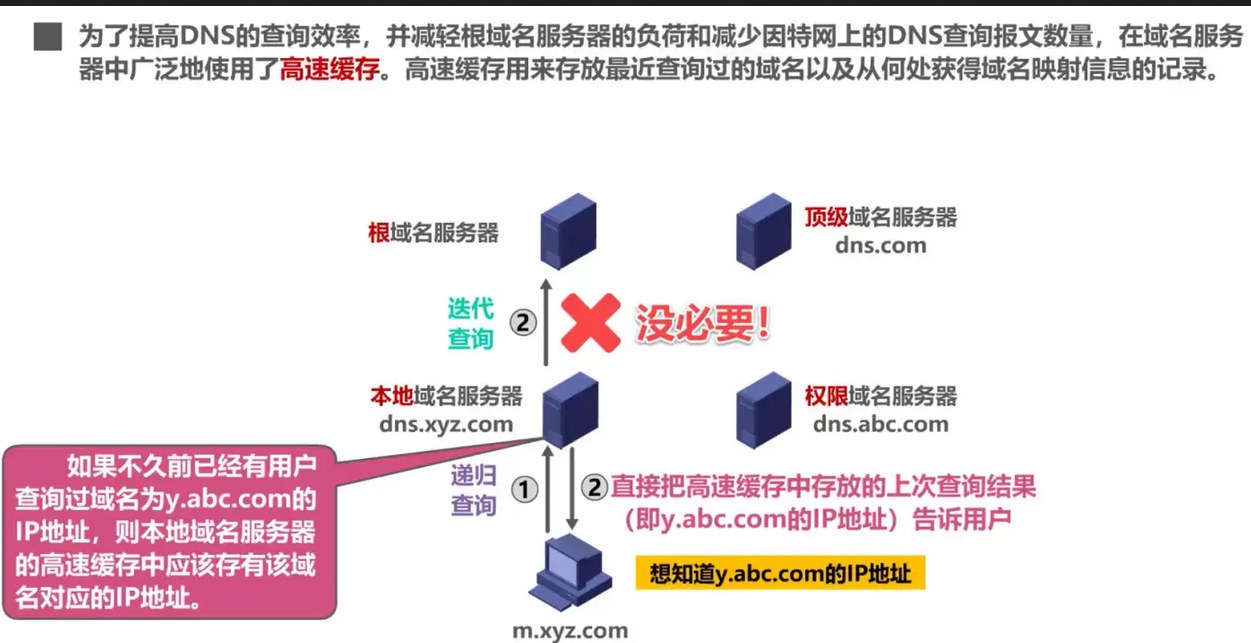 为了提高DNS的查询效率，并减轻根域名服务器的负荷和减少因特网上的DNS查询报文数量，在域名服务
器中广泛地使用了高速缓存。高速缓存用来存放最近查询过的域名以及从何处获得域名映射信息的记录。
根域名服务器
顶级域名服务器
dns.com
迭代
查询
②
没必要！
本地域名服务器
dns.xyz.com
权限域名服务器
dns.abc.com
如果不久前已经有用户
查询过域名为y.abc.com的
IP地址，则本地域名服务器
的高速缓存中应该存有该域
名对应的IP地址。
递归
查询
①
②直接把高速缓存中存放的上次查询结果
（即y.abc.com的IP地址）告诉用户
想知道y.abc.com的IP地址
m.xyz.com